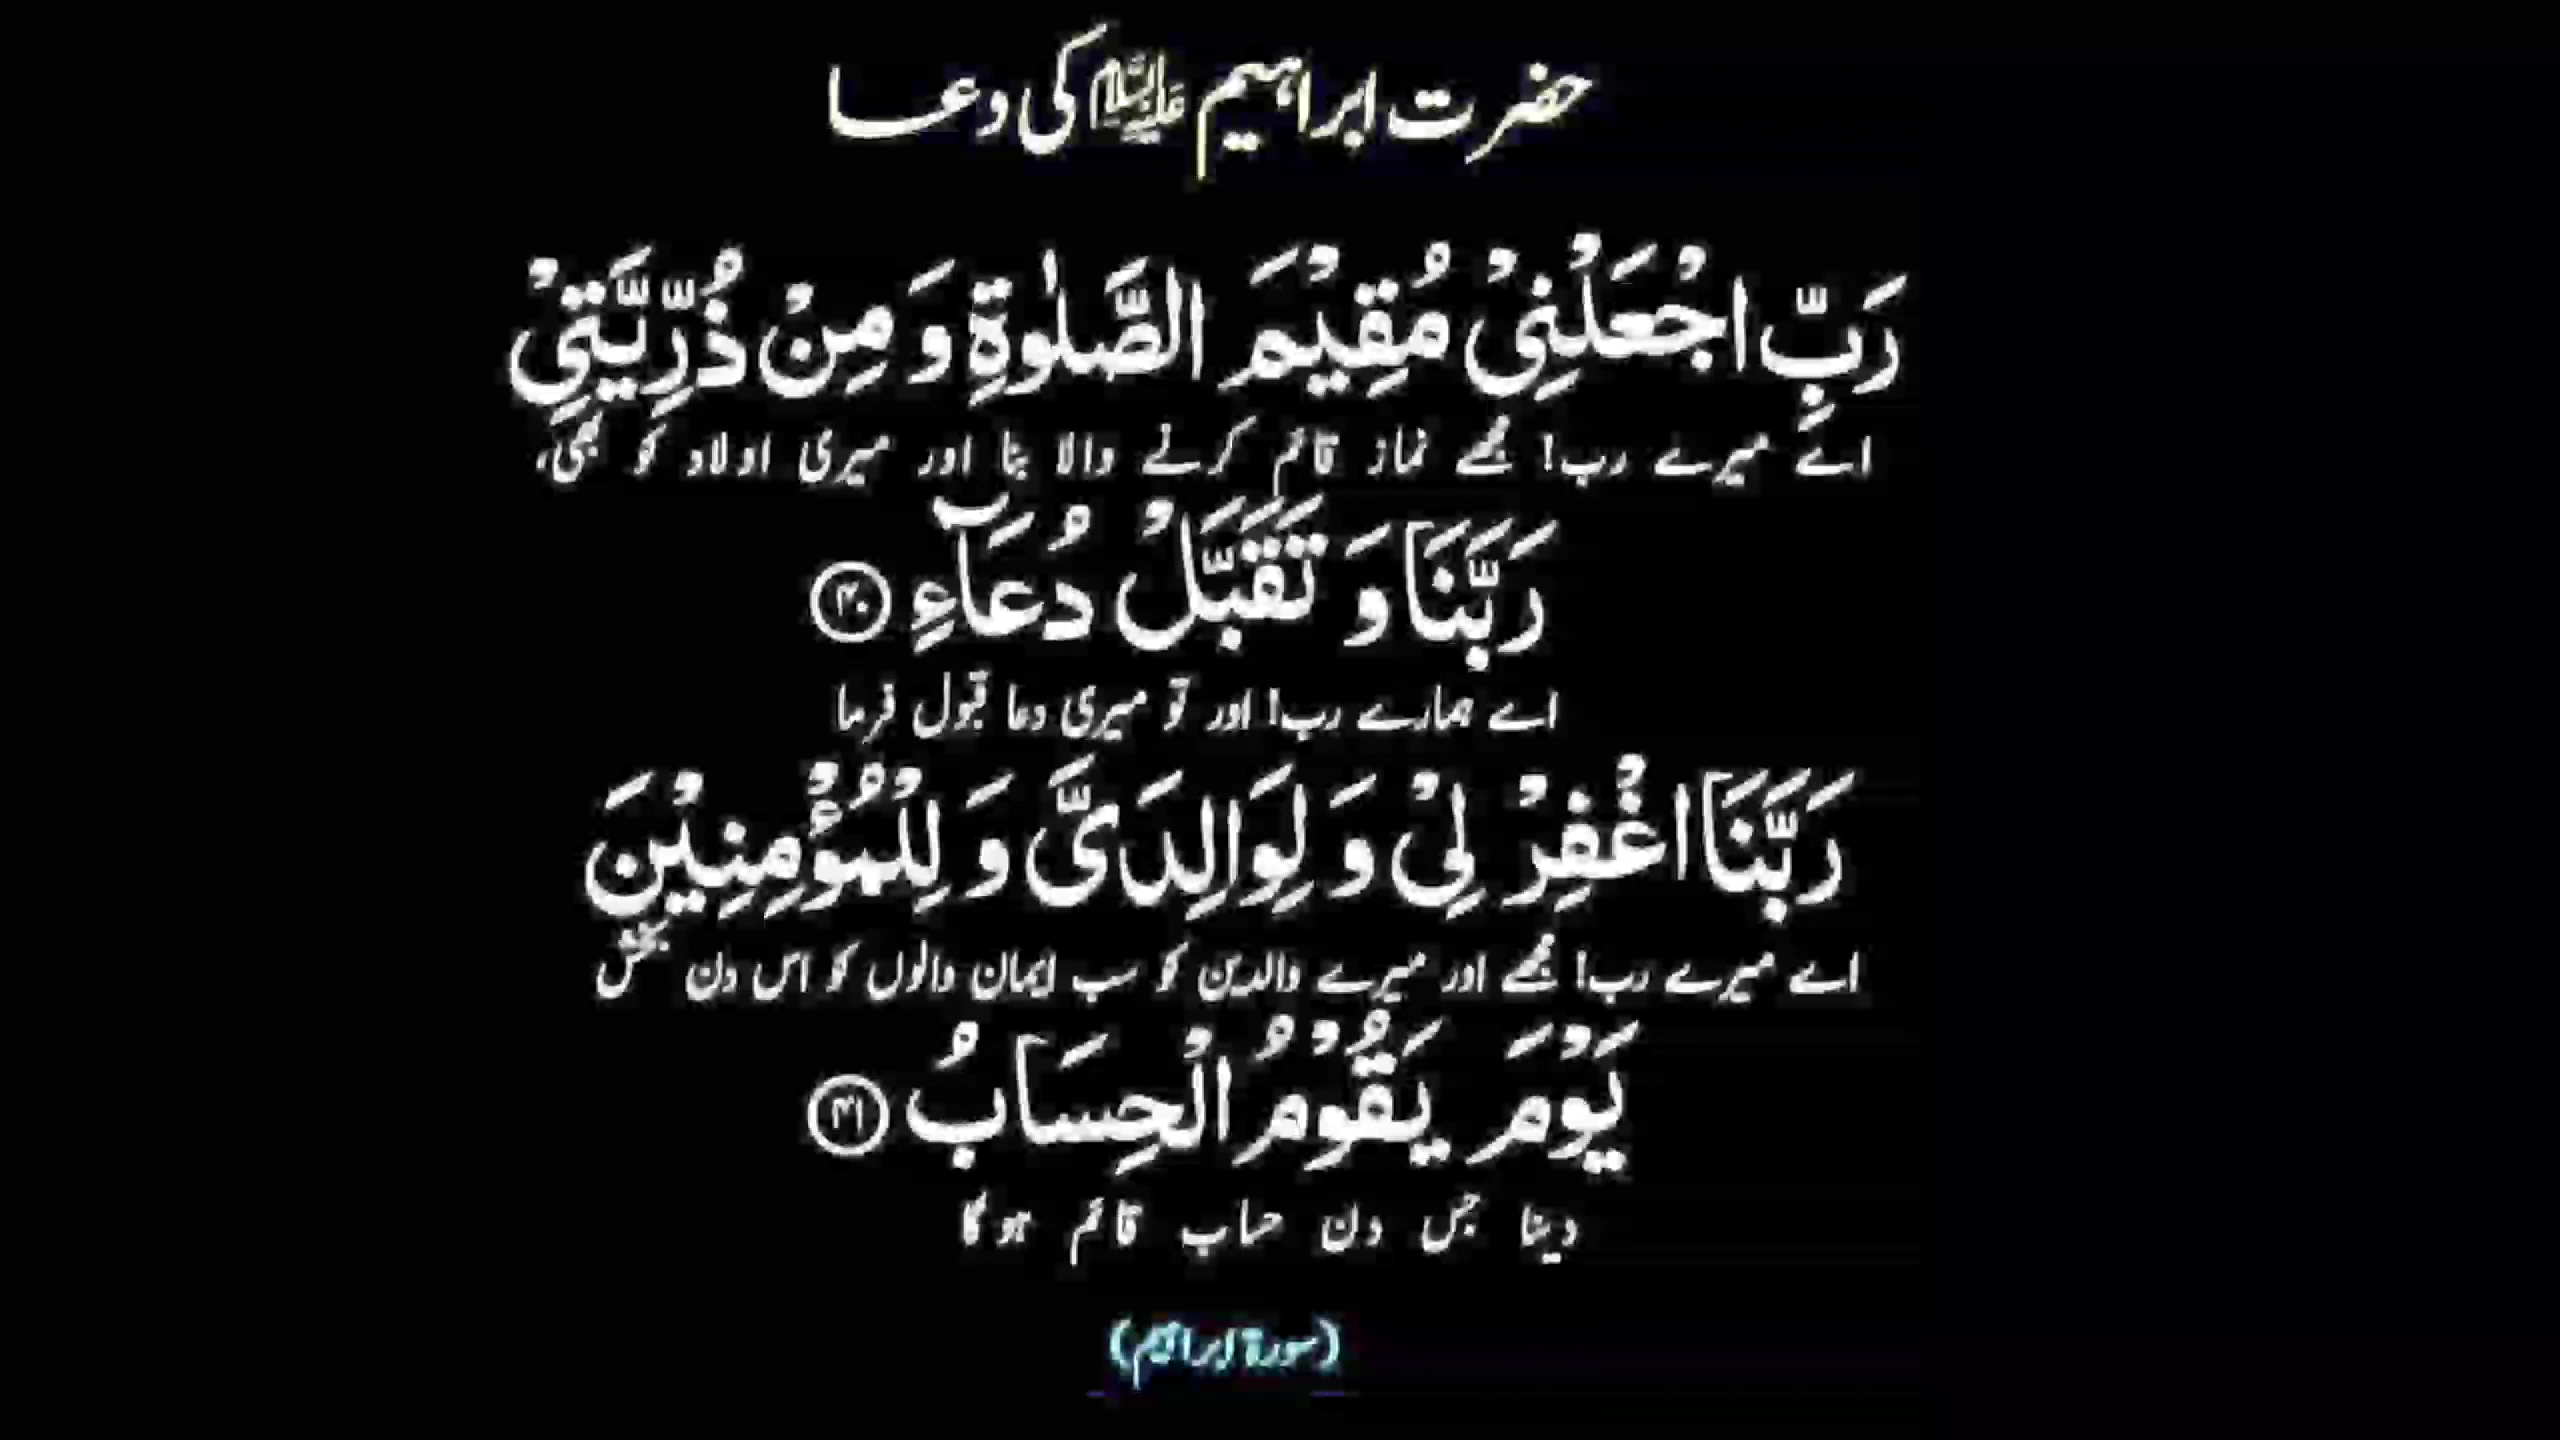 حضرت ابراہیم علیہ السلام کی دعا
رَبِّ اجْعَلْنِیْ مُقِیْمَ الصَّلٰوةِ وَ مِنْ ذُرِّیَّتِیْ
اے میرے رب! مجھے نماز قائم کرنے والا بنا اور میری اولاد کو بھی،
رَبَّنَا وَ تَقَبَّلْ دُعَآءِ ﴿۴۰﴾
اے ہمارے رب! اور تو میری دعا قبول فرما
رَبَّنَا اغْفِرْ لِیْ وَ لِوَالِدَیَّ وَ لِلْمُؤْمِنِیْنَ
اے میرے رب! مجھے اور میرے والدین کو سب ایمان والوں کو اس دن بخش
یَوْمَ یَقُوْمُ الْحِسَابُ ﴿۴۱﴾
دینا جس دن حساب قائم ہو گا
(سورة ابراہیم)